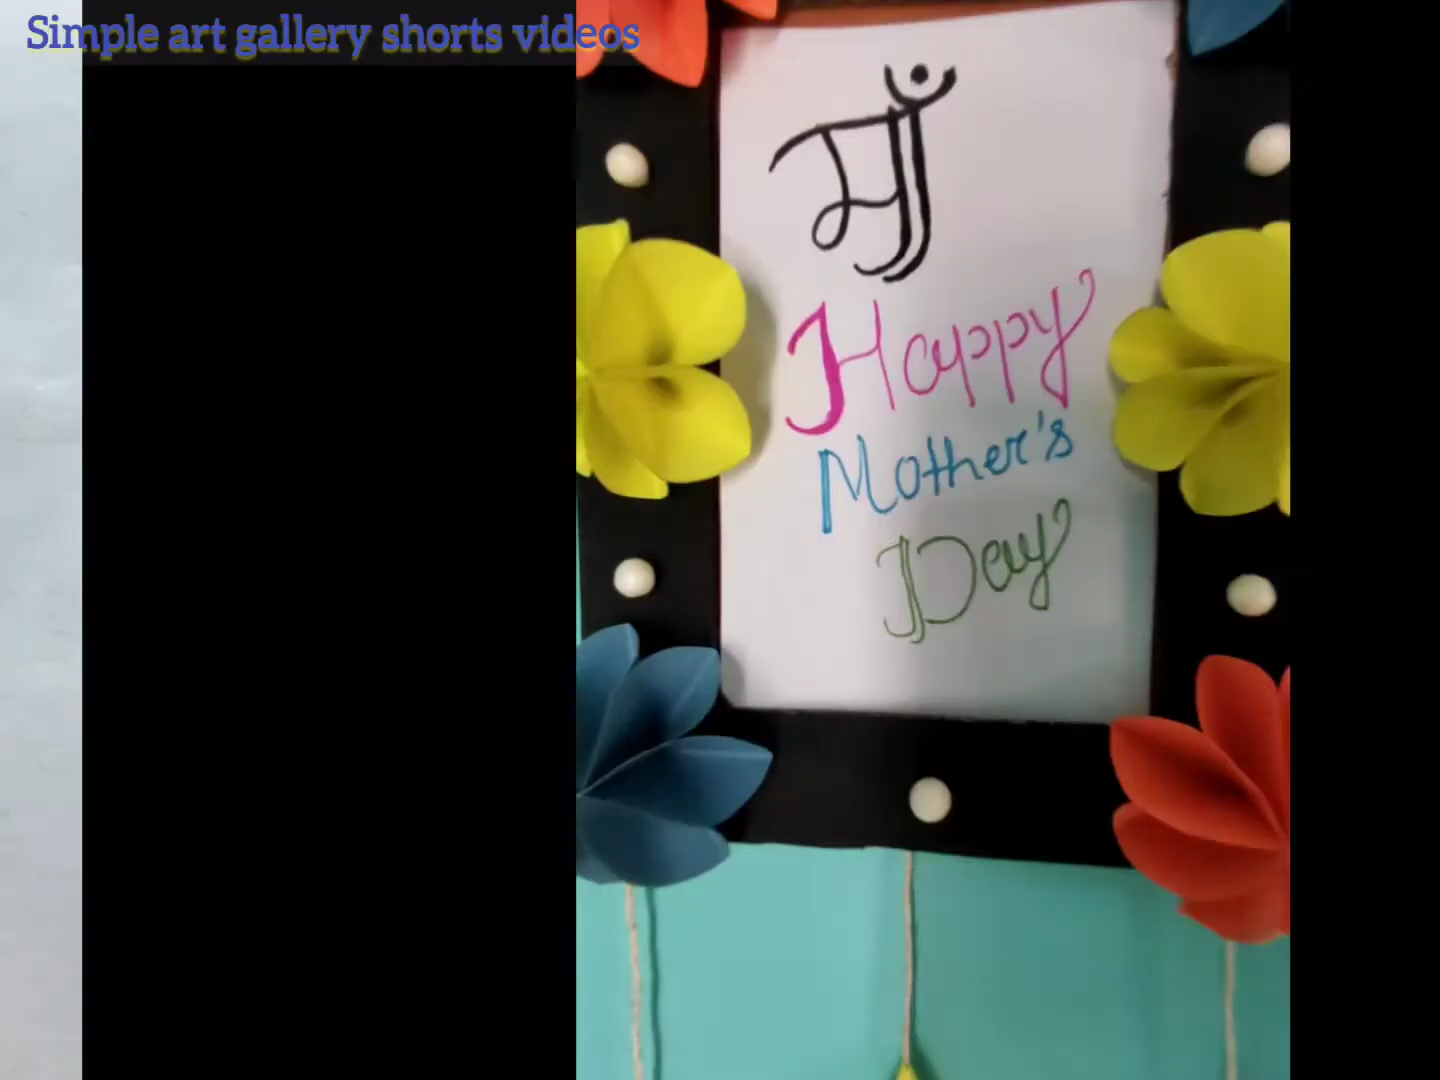 Simple art gallery shorts videos
माँ
Happy
Mother's
Day